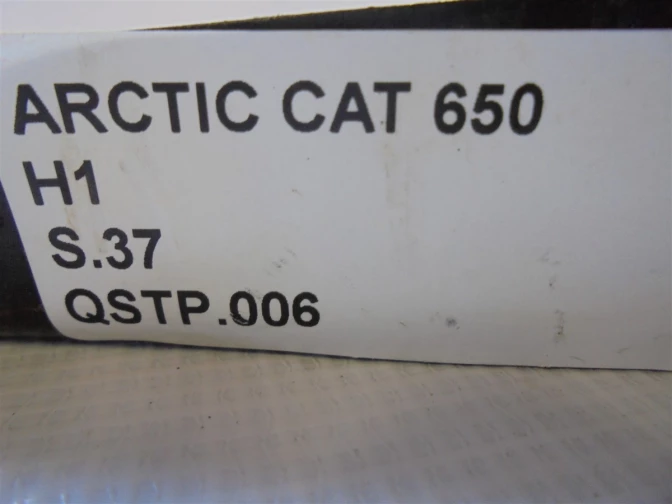 ARCTIC CAT 650
H1
S.37
QSTP.006